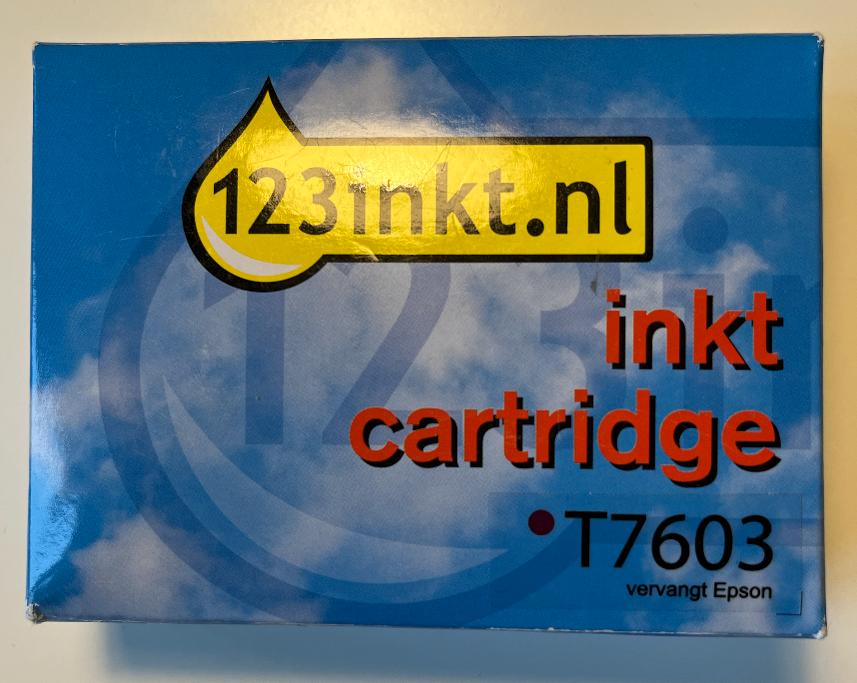 123inkt.nl
inkt
cartridge
T7603
vervangt Epson